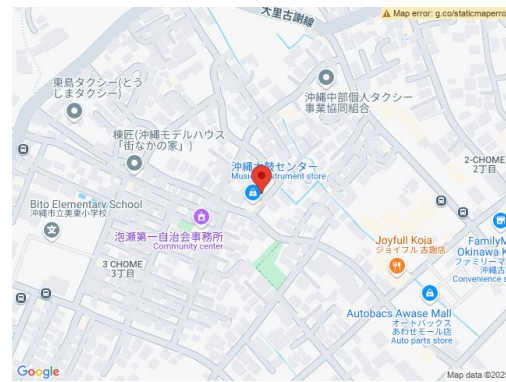 大里古謝線
Map error: g.co/staticmaperro
東島タクシー(とう
しまタクシー)
沖縄中部個人タクシー
事業協同組合
棟匠(沖縄モデルハウス
「街なかの家」)
沖縄太鼓センター
Musical instrument store
2-CHOME
2丁目
Bito Elementary School
沖縄市立美東小学校
泡瀬第一自治会事務所
Community center
Joyfull Koja
ジョイフル 古謝店
FamilyM
Okinawa K
ファミリーマ
沖縄古
Convenience s
3 CHOME
3丁目
Autobacs Awase Mall
オートバックス
あわせモール店
Auto parts store
Google
Map data ©2025